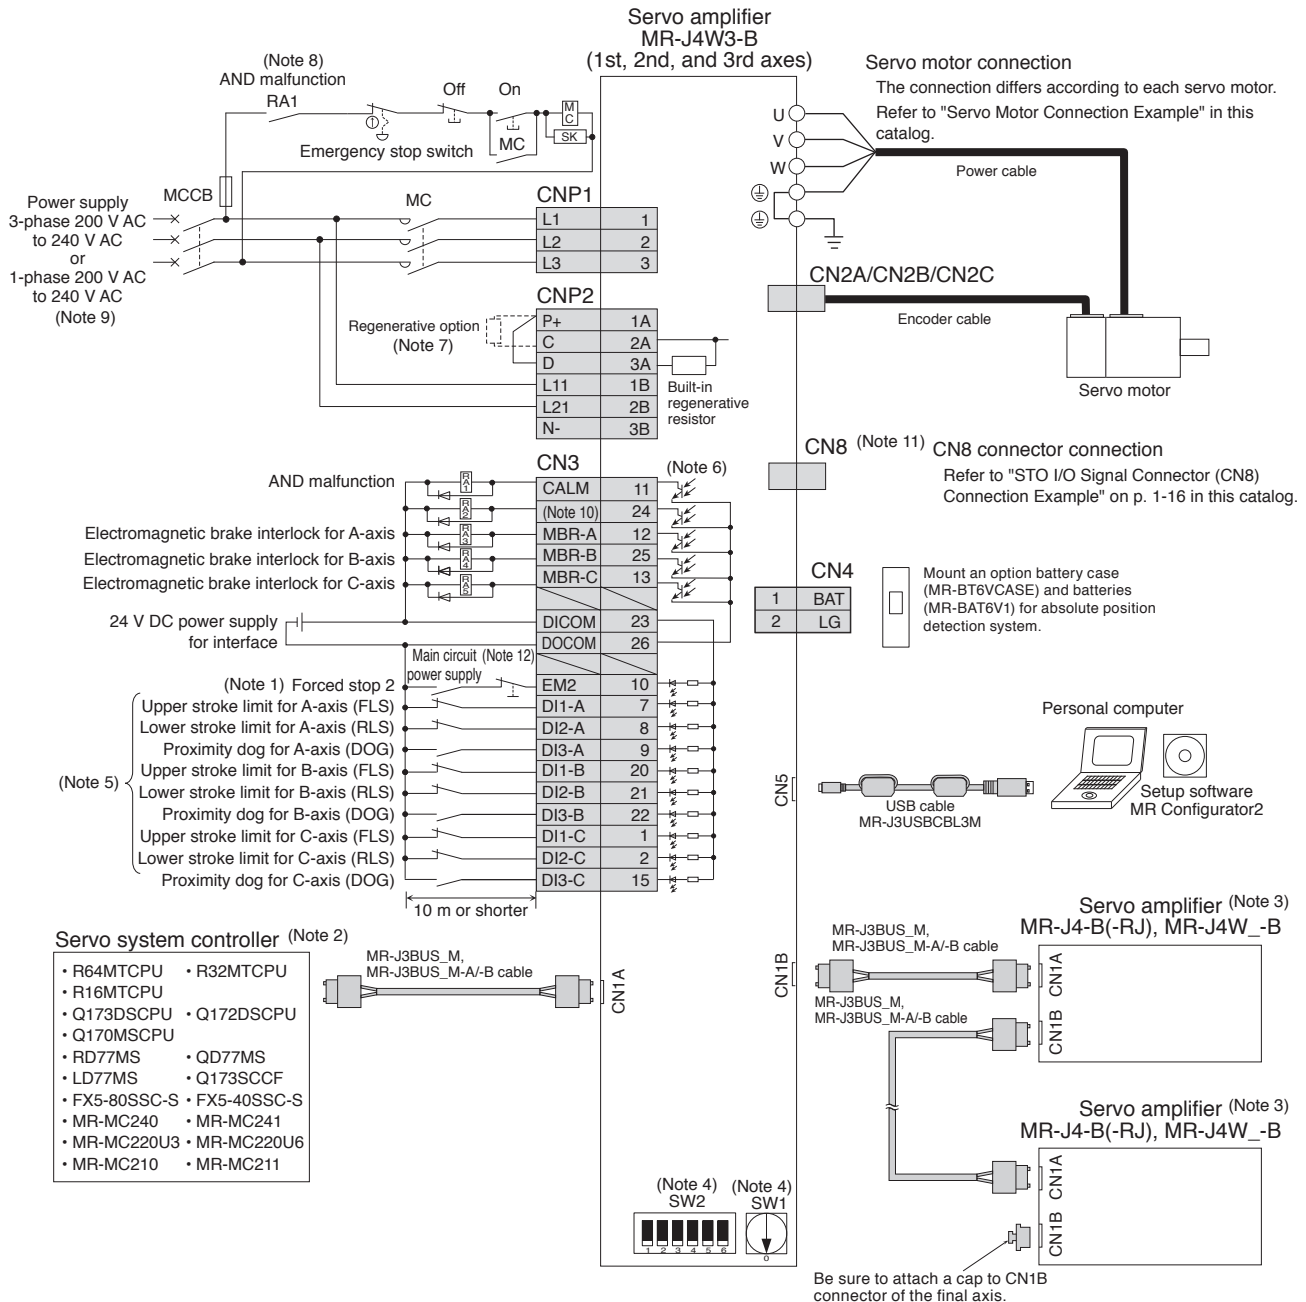 Servo amplifier
MR-J4W3-B
(1st, 2nd, and 3rd axes)
(Note 8)
AND malfunction
RA1
Off
On
MC
SK
MC
Emergency stop switch
Servo motor connection
The connection differs according to each servo motor.
Refer to "Servo Motor Connection Example" in this
catalog.
U
V
W
Power cable
Power supply
3-phase 200 V AC
to 240 V AC
or
1-phase 200 V AC
to 240 V AC
(Note 9)
MCCB
MC
CNP1
L1 1
L2 2
L3 3
CN2A/CN2B/CN2C
Encoder cable
Servo motor
CNP2
Regenerative option
(Note 7)
P+ 1A
C 2A
D 3A
L11 1B
L21 2B
N- 3B
Built-in
regenerative
resistor
CN8 (Note 11)
CN8 connector connection
Refer to "STO I/O Signal Connector (CN8)
Connection Example" on p. 1-16 in this catalog.
CN3
(Note 6)
AND malfunction RA1 CALM 11
RA2 (Note 10) 24
Electromagnetic brake interlock for A-axis RA3 MBR-A 12
Electromagnetic brake interlock for B-axis RA4 MBR-B 25
Electromagnetic brake interlock for C-axis RA5 MBR-C 13
24 V DC power supply
for interface
DICOM 23
DOCOM 26
Main circuit
power supply
(Note 12)
(Note 1) Forced stop 2 EM2 10
Upper stroke limit for A-axis (FLS) DI1-A 7
Lower stroke limit for A-axis (RLS) DI2-A 8
Proximity dog for A-axis (DOG) DI3-A 9
Upper stroke limit for B-axis (FLS) DI1-B 20
(Note 5)
Lower stroke limit for B-axis (RLS) DI2-B 21
Proximity dog for B-axis (DOG) DI3-B 22
Upper stroke limit for C-axis (FLS) DI1-C 1
Lower stroke limit for C-axis (RLS) DI2-C 2
Proximity dog for C-axis (DOG) DI3-C 15
10 m or shorter
CN4
1 BAT
2 LG
Mount an option battery case
(MR-BT6VCASE) and batteries
(MR-BAT6V1) for absolute position
detection system.
Personal computer
CN5
USB cable
MR-J3USBCBL3M
Setup software
MR Configurator2
Servo system controller (Note 2)
• R64MTCPU • R32MTCPU
• R16MTCPU
• Q173DSCPU • Q172DSCPU
• Q170MSCPU
• RD77MS • QD77MS
• LD77MS • Q173SCCF
• FX5-80SSC-S • FX5-40SSC-S
• MR-MC240 • MR-MC241
• MR-MC220U3 • MR-MC220U6
• MR-MC210 • MR-MC211
MR-J3BUS_M,
MR-J3BUS_M-A/-B cable
CN1A
CN1B
MR-J3BUS_M,
MR-J3BUS_M-A/-B cable
MR-J3BUS_M,
MR-J3BUS_M-A/-B cable
Servo amplifier (Note 3)
MR-J4-B(-RJ), MR-J4W_-B
CN1A
CN1B
Servo amplifier (Note 3)
MR-J4-B(-RJ), MR-J4W_-B
CN1A
CN1B
(Note 4)
SW2
1 2 3 4 5 6
(Note 4)
SW1
0
Be sure to attach a cap to CN1B
connector of the final axis.